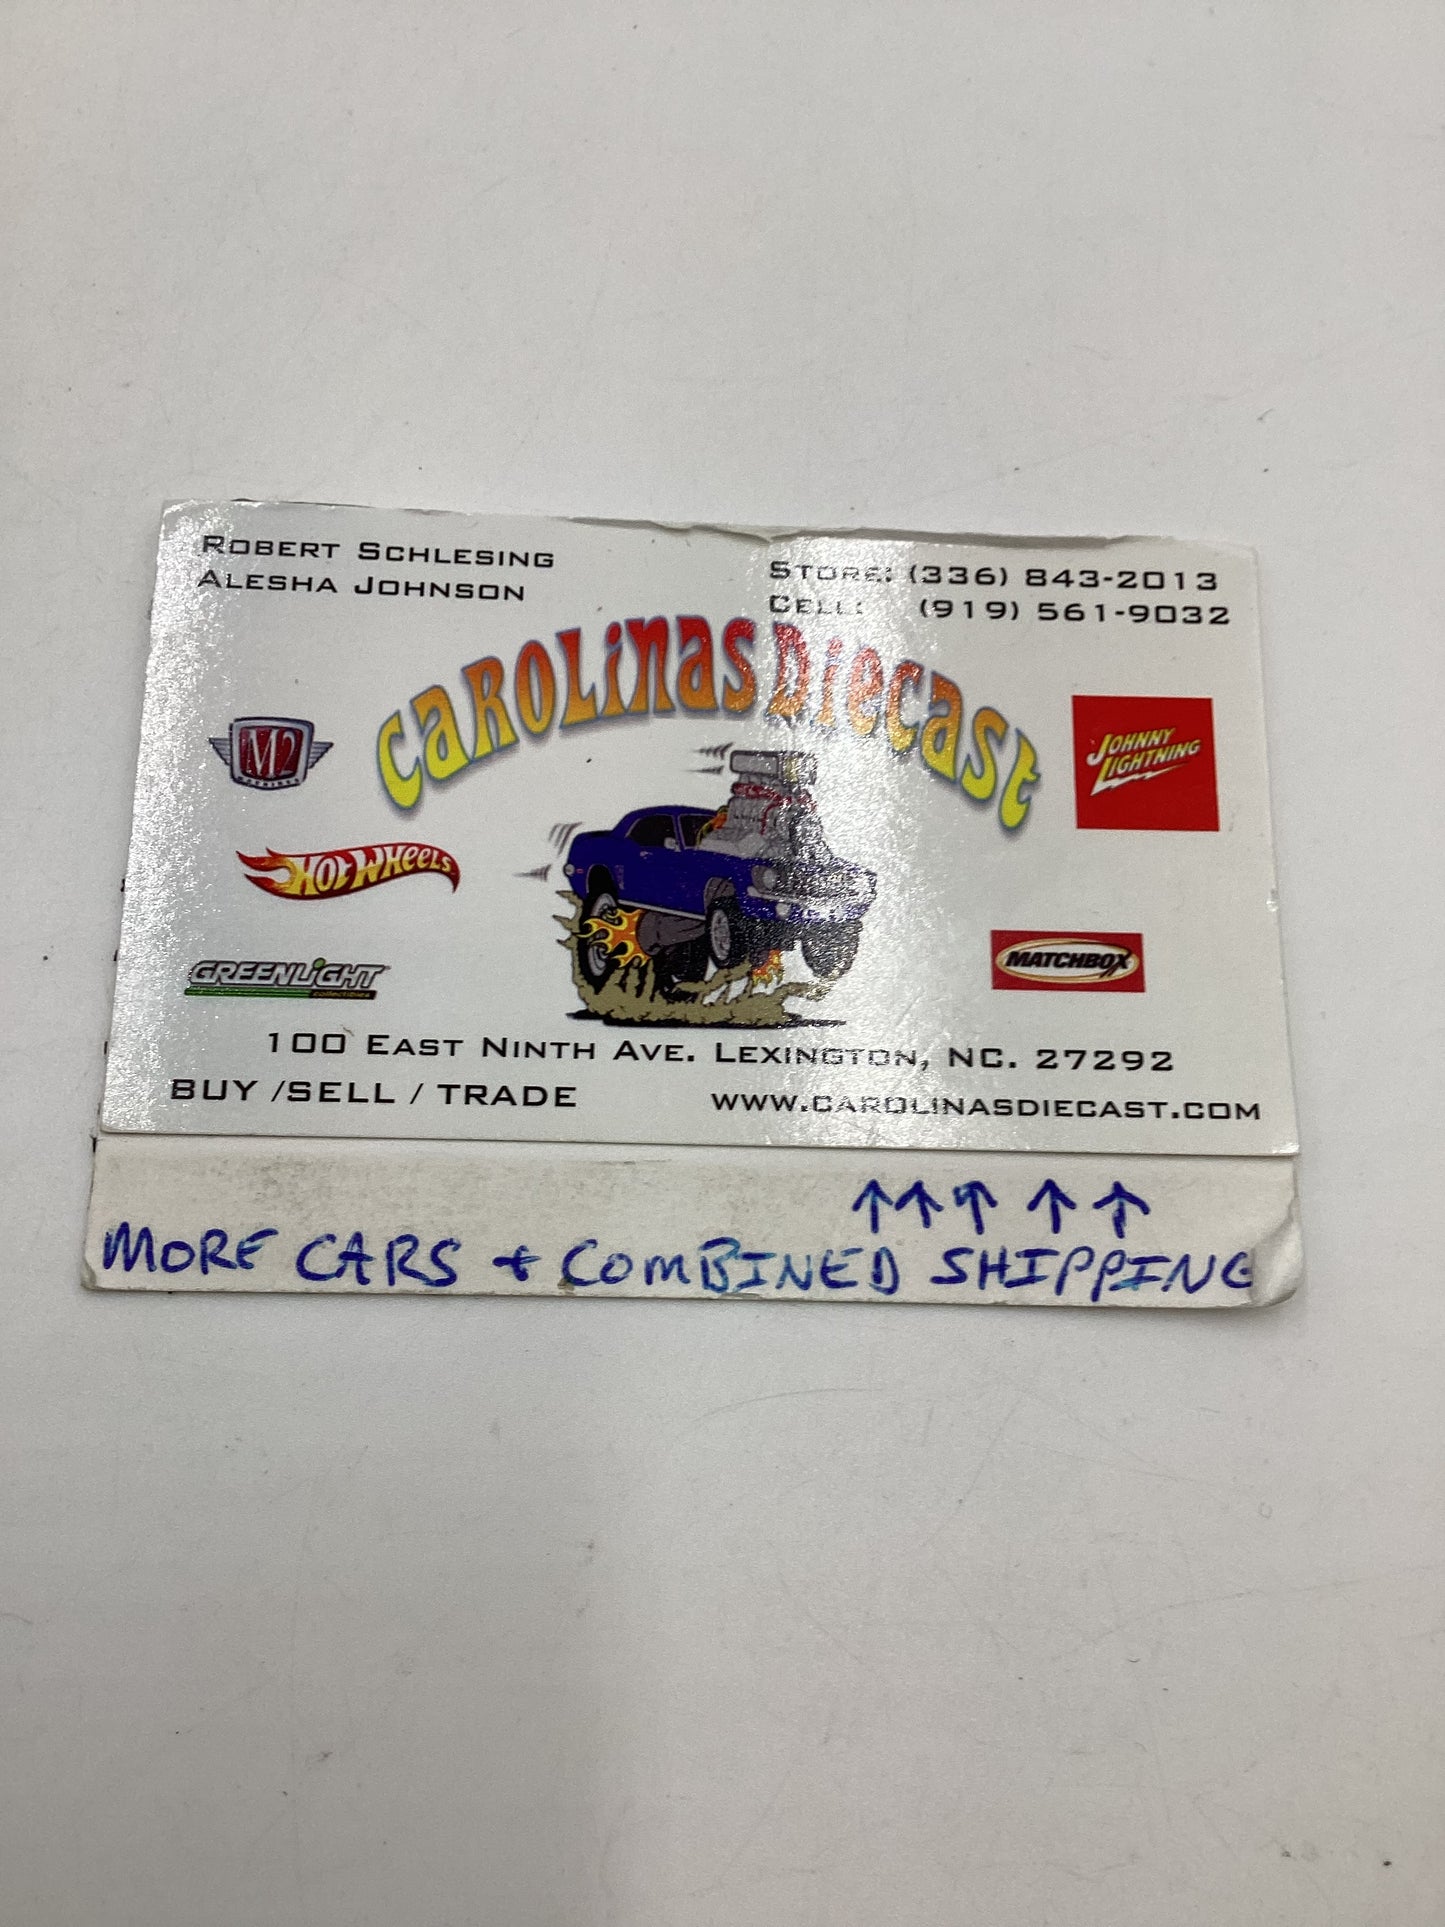 Robert Schlesing
Alesha Johnson
Store: (336) 843-2013
Cell: (919) 561-9032
Carolinas Diecast
M2
MACHINES
Johnny Lightning
Hot Wheels
MATCHBOX
GREENLiGHT
collectibles
100 East Ninth Ave. Lexington, NC. 27292
BUY /SELL / TRADE
www.carolinasdiecast.com
↑↑↑↑↑
MORE CARS + COMBINED SHIPPING